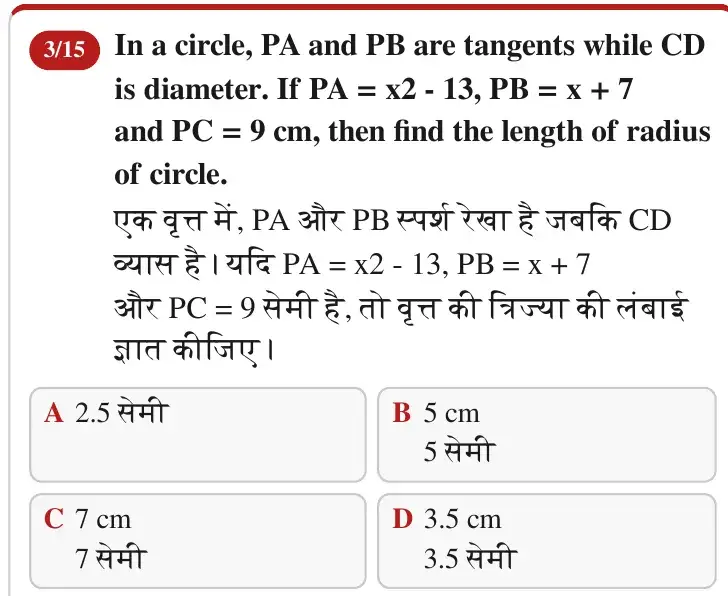 3/15 In a circle, PA and PB are tangents while CD
is diameter. If PA = x2 - 13, PB = x + 7
and PC = 9 cm, then find the length of radius
of circle.
एक वृत्त में, PA और PB स्पर्श रेखा है जबकि CD
व्यास है। यदि PA = x2 - 13, PB = x + 7
और PC = 9 सेमी है, तो वृत्त की त्रिज्या की लंबाई
ज्ञात कीजिए।
A 2.5 सेमी
B 5 cm
5 सेमी
C 7 cm
7 सेमी
D 3.5 cm
3.5 सेमी